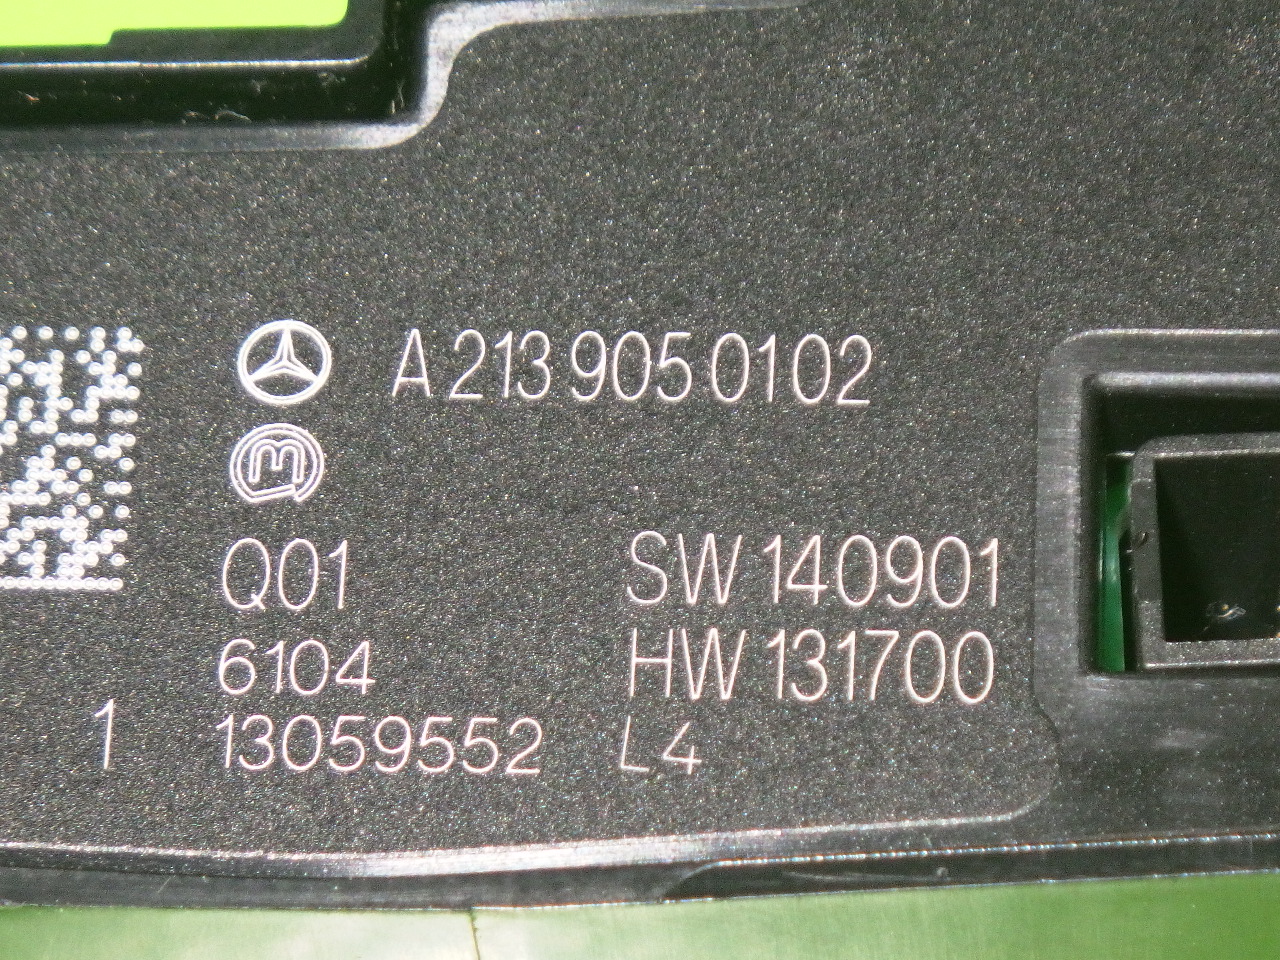 A 213 905 0102
Q01 SW 140901
6104 HW 131700
1 13059552 L4